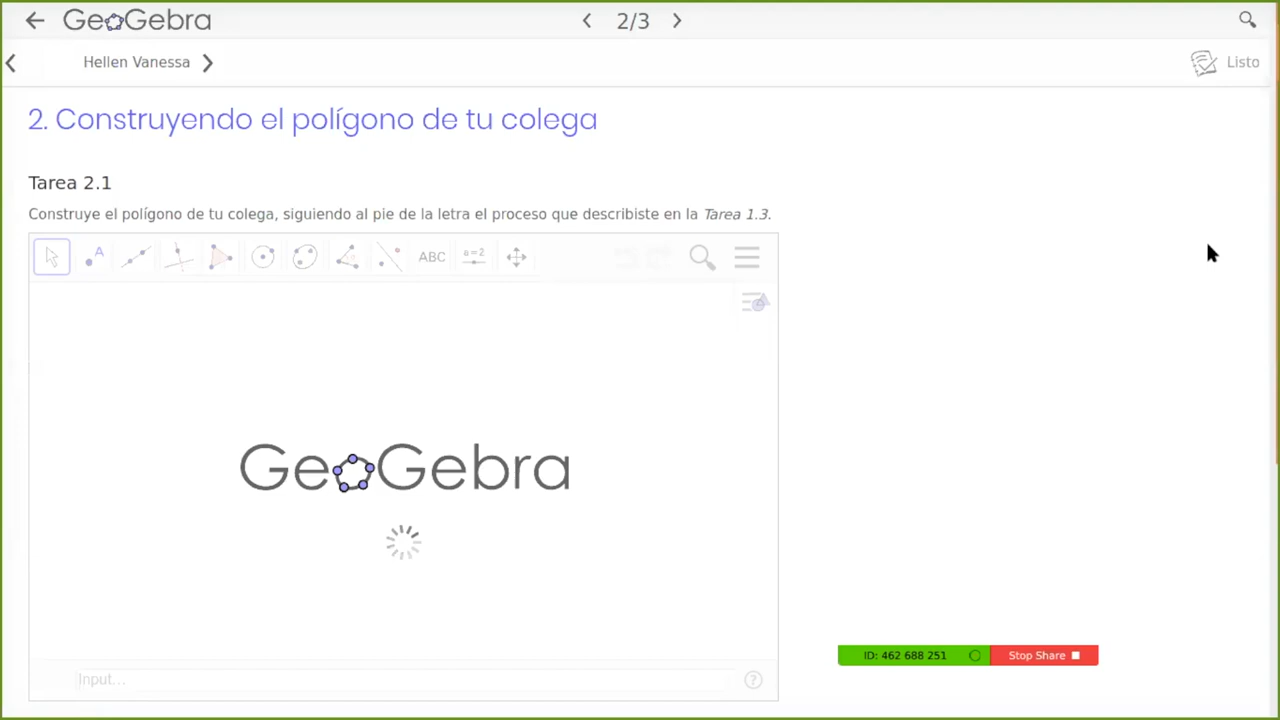 GeoGebra
2/3
Hellen Vanessa
Listo
2. Construyendo el polígono de tu colega
Tarea 2.1
Construye el polígono de tu colega, siguiendo al pie de la letra el proceso que describiste en la Tarea 1.3.
A
ABC
a=2
GeoGebra
Input...
ID: 462 688 251
Stop Share